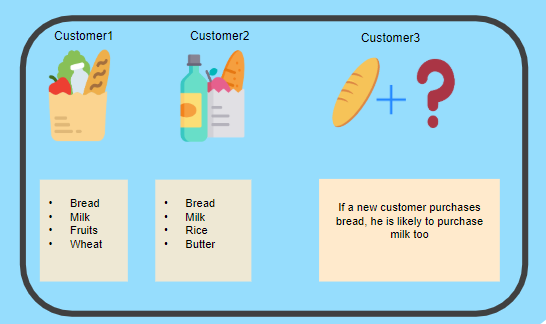 Customer1
Customer2
Customer3
• Bread
• Milk
• Fruits
• Wheat
• Bread
• Milk
• Rice
• Butter
If a new customer purchases
bread, he is likely to purchase
milk too